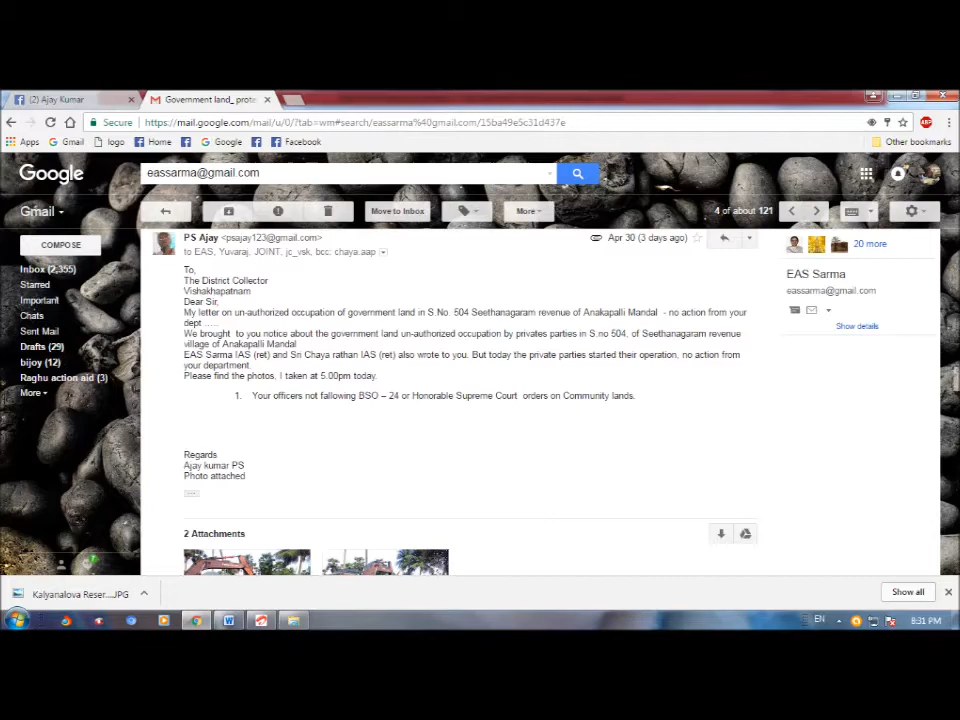 (2) Ajay Kumar
Government land_ prote
Secure https://mail.google.com/mail/u/0/?tab=wm#search/eassarma%40gmail.com/15ba49e5c31d437e
ABP
Apps Gmail logo Home Google Facebook Other bookmarks
Google
eassarma@gmail.com
Gmail
Move to Inbox
More
4 of about 121
COMPOSE
Inbox (2,355)
Starred
Important
Chats
Sent Mail
Drafts (29)
bijoy (12)
Raghu action aid (3)
More
PS Ajay <psajay123@gmail.com>
Apr 30 (3 days ago)
to EAS, Yuvaraj, JOINT, jc_vsk, bcc: chaya.aap
To,
The District Collector
Vishakhapatnam
Dear Sir,
My letter on un-authorized occupation of government land in S.No. 504 Seethanagaram revenue of Anakapalli Mandal - no action from your
dept .....
We brought to you notice about the government land un-authorized occupation by privates parties in S.no 504, of Seethanagaram revenue
village of Anakapalli Mandal
EAS Sarma IAS (ret) and Sri Chaya rathan IAS (ret) also wrote to you. But today the private parties started their operation, no action from
your department.
Please find the photos, I taken at 5.00pm today.
1. Your officers not fallowing BSO – 24 or Honorable Supreme Court orders on Community lands.
Regards
Ajay kumar PS
Photo attached
2 Attachments
20 more
EAS Sarma
eassarma@gmail.com
Show details
Kalyanalova Reser....JPG
Show all
EN
8:31 PM